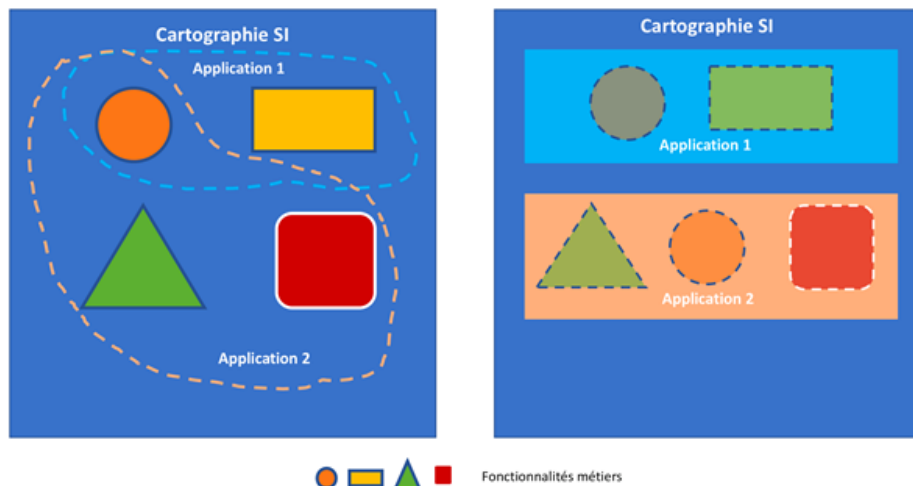 Cartographie SI
Application 1
Application 2
Cartographie SI
Application 1
Application 2
Fonctionnalités métiers